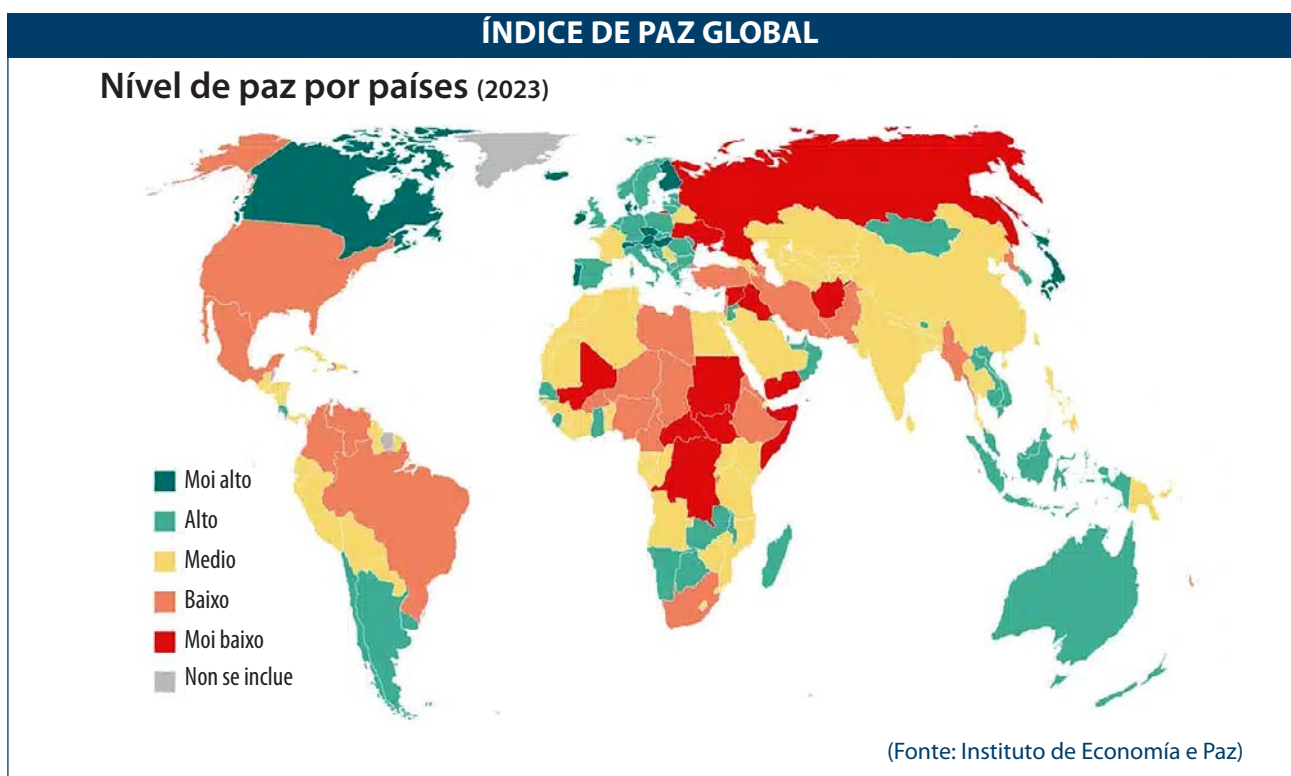 ÍNDICE DE PAZ GLOBAL
Nível de paz por países (2023)
Moi alto
Alto
Medio
Baixo
Moi baixo
Non se inclue
(Fonte: Instituto de Economía e Paz)